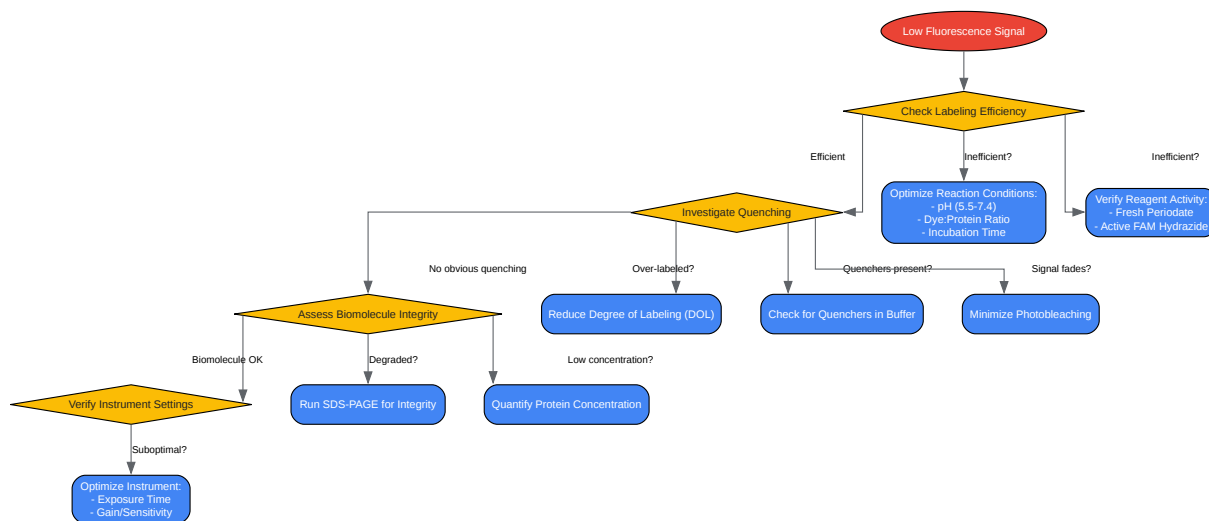 Low Fluorescence Signal
Check Labeling Efficiency
Efficient
Inefficient?
Inefficient?
Optimize Reaction Conditions:
- pH (5.5-7.4)
- Dye:Protein Ratio
- Incubation Time
Verify Reagent Activity:
- Fresh Periodate
- Active FAM Hydrazide
Investigate Quenching
No obvious quenching
Over-labeled?
Quenchers present?
Signal fades?
Assess Biomolecule Integrity
Reduce Degree of Labeling (DOL)
Check for Quenchers in Buffer
Minimize Photobleaching
Biomolecule OK
Degraded?
Low concentration?
Verify Instrument Settings
Run SDS-PAGE for Integrity
Quantify Protein Concentration
Suboptimal?
Optimize Instrument:
- Exposure Time
- Gain/Sensitivity